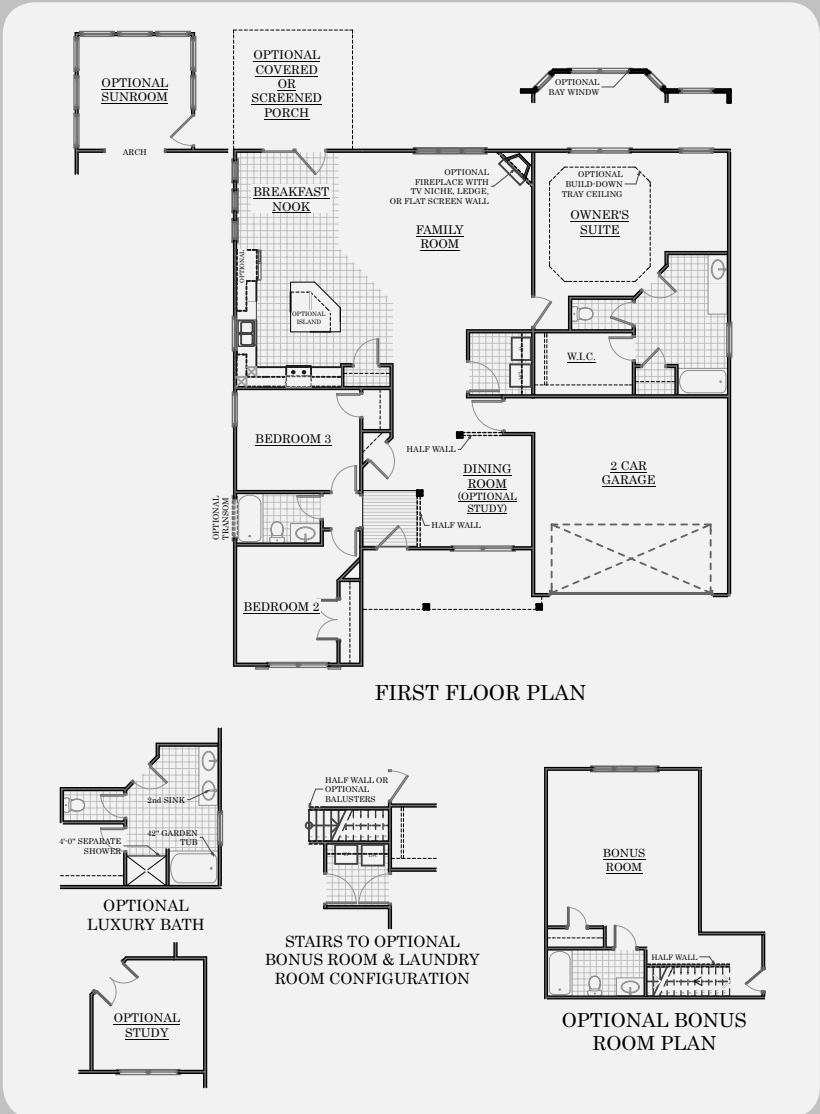 OPTIONAL
SUNROOM
ARCH
OPTIONAL
COVERED
OR
SCREENED
PORCH
OPTIONAL
BAY WINDW
BREAKFAST
NOOK
OPTIONAL
FIREPLACE WITH
TV NICHE, LEDGE,
OR FLAT SCREEN WALL
FAMILY
ROOM
OPTIONAL
BUILD-DOWN
TRAY CEILING
OWNER'S
SUITE
OPTIONAL
OPTIONAL
ISLAND
W.I.C.
BEDROOM 3
HALF WALL
DINING
ROOM
(OPTIONAL
STUDY)
2 CAR
GARAGE
OPTIONAL
TRANSOM
HALF WALL
BEDROOM 2
FIRST FLOOR PLAN
2nd SINK
4'-0" SEPARATE
SHOWER
42" GARDEN
TUB
OPTIONAL
LUXURY BATH
HALF WALL OR
OPTIONAL
BALUSTERS
STAIRS TO OPTIONAL
BONUS ROOM & LAUNDRY
ROOM CONFIGURATION
BONUS
ROOM
HALF WALL
OPTIONAL BONUS
ROOM PLAN
OPTIONAL
STUDY